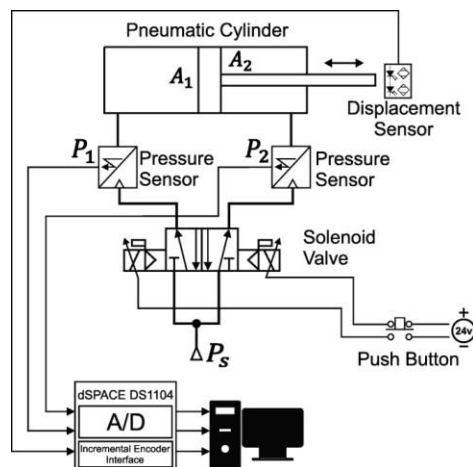 Pneumatic Cylinder
A₁
A₂
Displacement
Sensor
P₁
Pressure
Sensor
P₂
Pressure
Sensor
Solenoid
Valve
+
24v
−
Push Button
Pₛ
dSPACE DS1104
A/D
Incremental Encoder
Interface